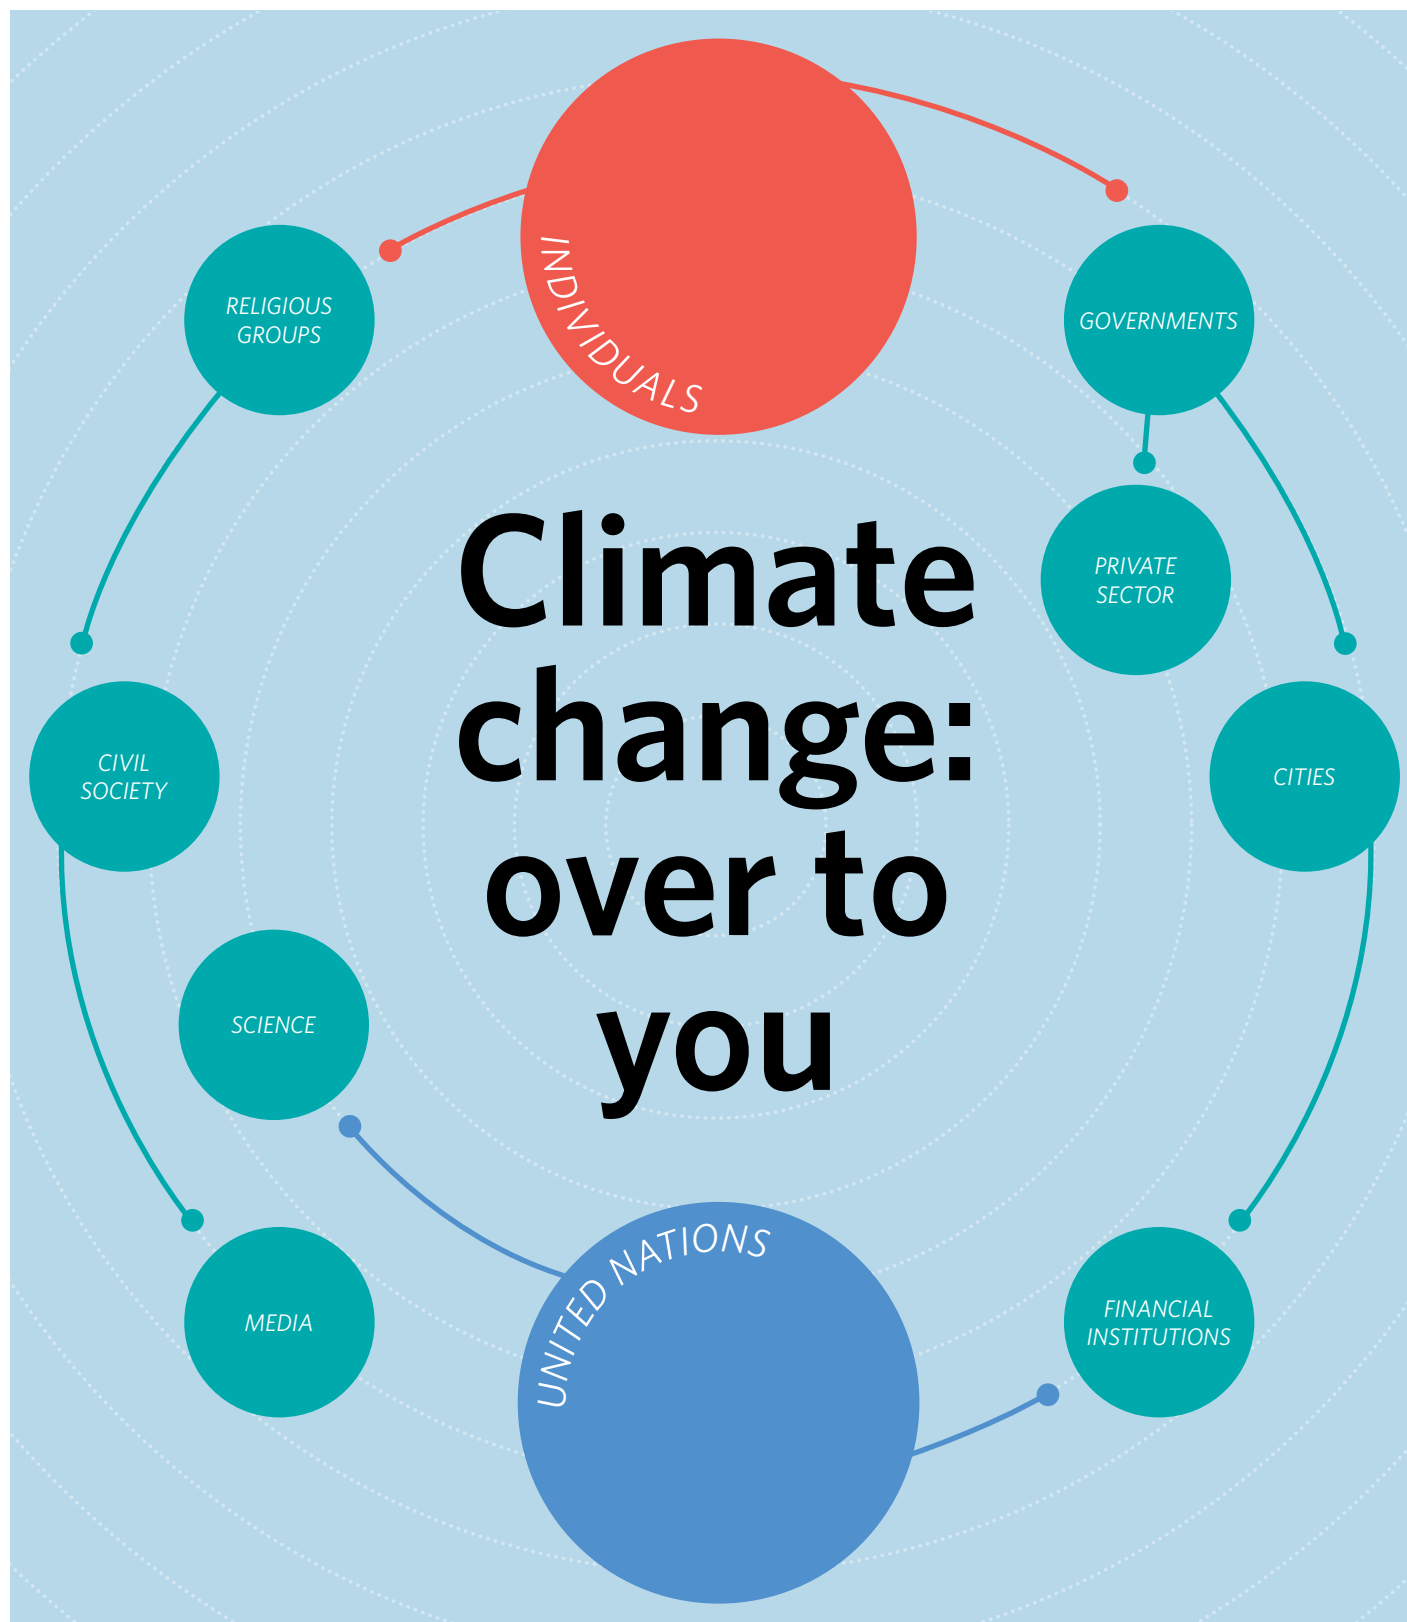 INDIVIDUALS
RELIGIOUS
GROUPS
GOVERNMENTS
PRIVATE
SECTOR
Climate
change:
over to
you
CIVIL
SOCIETY
CITIES
SCIENCE
UNITED NATIONS
MEDIA
FINANCIAL
INSTITUTIONS